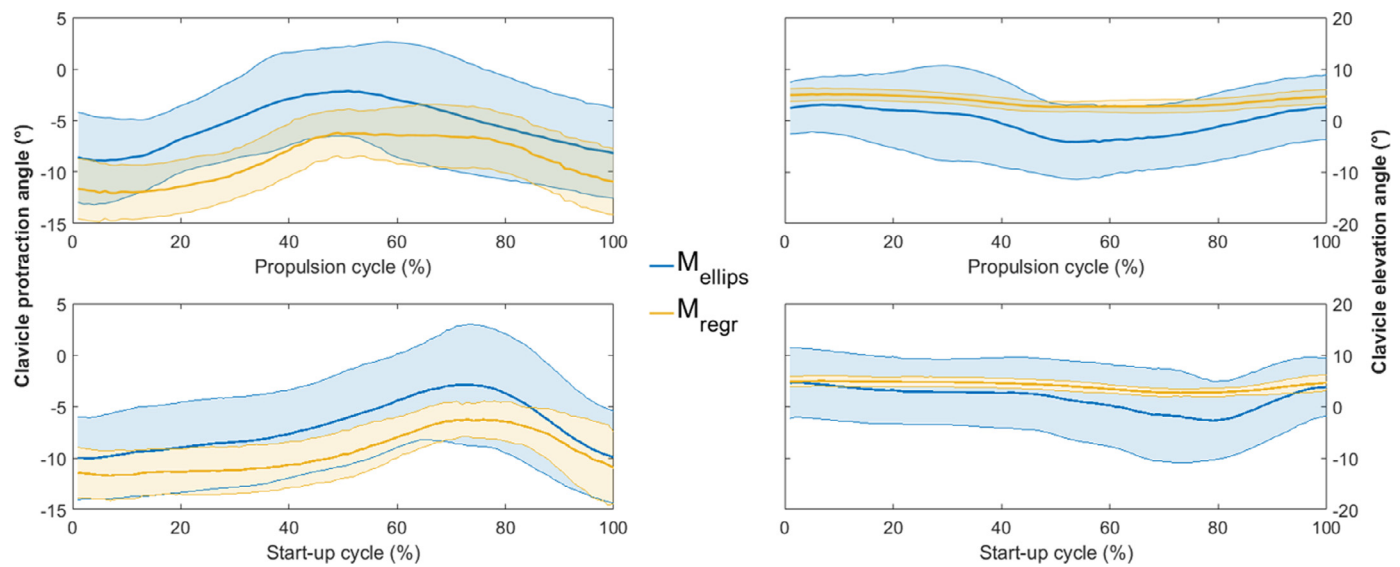 Clavicle protraction angle (°)
5
0
-5
-10
-15
0 20 40 60 80 100
Propulsion cycle (%)
20
10
0
-10
-20
0 20 40 60 80 100
Propulsion cycle (%)
Clavicle elevation angle (°)
M ellips
M regr
5
0
-5
-10
-15
0 20 40 60 80 100
Start-up cycle (%)
20
10
0
-10
-20
0 20 40 60 80 100
Start-up cycle (%)